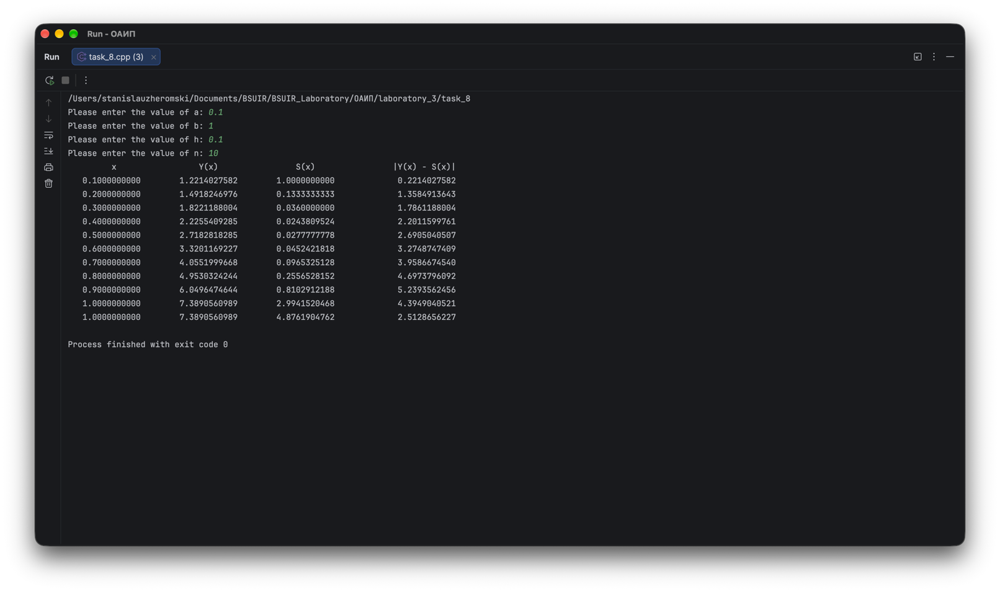 Run - ОАИП
Run task_8.cpp (3)
/Users/stanislauzheromski/Documents/BSUIR/BSUIR_Laboratory/ОАИП/laboratory_3/task_8
Please enter the value of a: 0.1
Please enter the value of b: 1
Please enter the value of h: 0.1
Please enter the value of n: 10
x Y(x) S(x) |Y(x) - S(x)|
0.1000000000 1.2214027582 1.0000000000 0.2214027582
0.2000000000 1.4918246976 0.1333333333 1.3584913643
0.3000000000 1.8221188004 0.0360000000 1.7861188004
0.4000000000 2.2255409285 0.0243809524 2.2011599761
0.5000000000 2.7182818285 0.0277777778 2.6905040507
0.6000000000 3.3201169227 0.0452421818 3.2748747409
0.7000000000 4.0551999668 0.0965325128 3.9586674540
0.8000000000 4.9530324244 0.2556528152 4.6973796092
0.9000000000 6.0496474644 0.8102912188 5.2393562456
1.0000000000 7.3890560989 2.9941520468 4.3949040521
1.0000000000 7.3890560989 4.8761904762 2.5128656227
Process finished with exit code 0